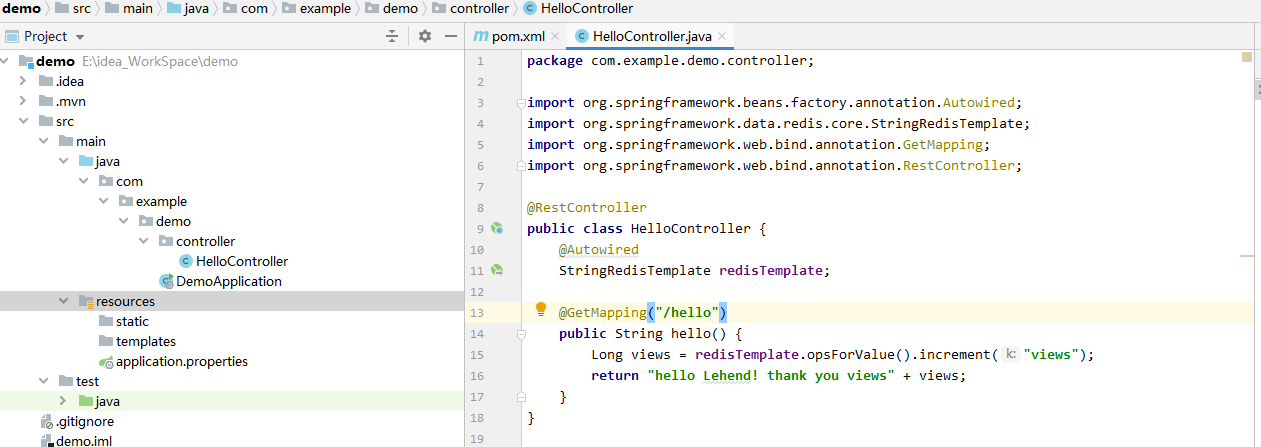 demo src main java com example demo controller HelloController
Project
pom.xml HelloController.java
demo E:\idea_WorkSpace\demo
.idea
.mvn
src
main
java
com
example
demo
controller
HelloController
DemoApplication
resources
static
templates
application.properties
test
java
.gitignore
demo.iml
1 package com.example.demo.controller;
2
3 import org.springframework.beans.factory.annotation.Autowired;
4 import org.springframework.data.redis.core.StringRedisTemplate;
5 import org.springframework.web.bind.annotation.GetMapping;
6 import org.springframework.web.bind.annotation.RestController;
7
8 @RestController
9 public class HelloController {
10 @Autowired
11 StringRedisTemplate redisTemplate;
12
13 @GetMapping("/hello")
14 public String hello() {
15 Long views = redisTemplate.opsForValue().increment( k: "views");
16 return "hello Lehend! thank you views" + views;
17 }
18 }
19